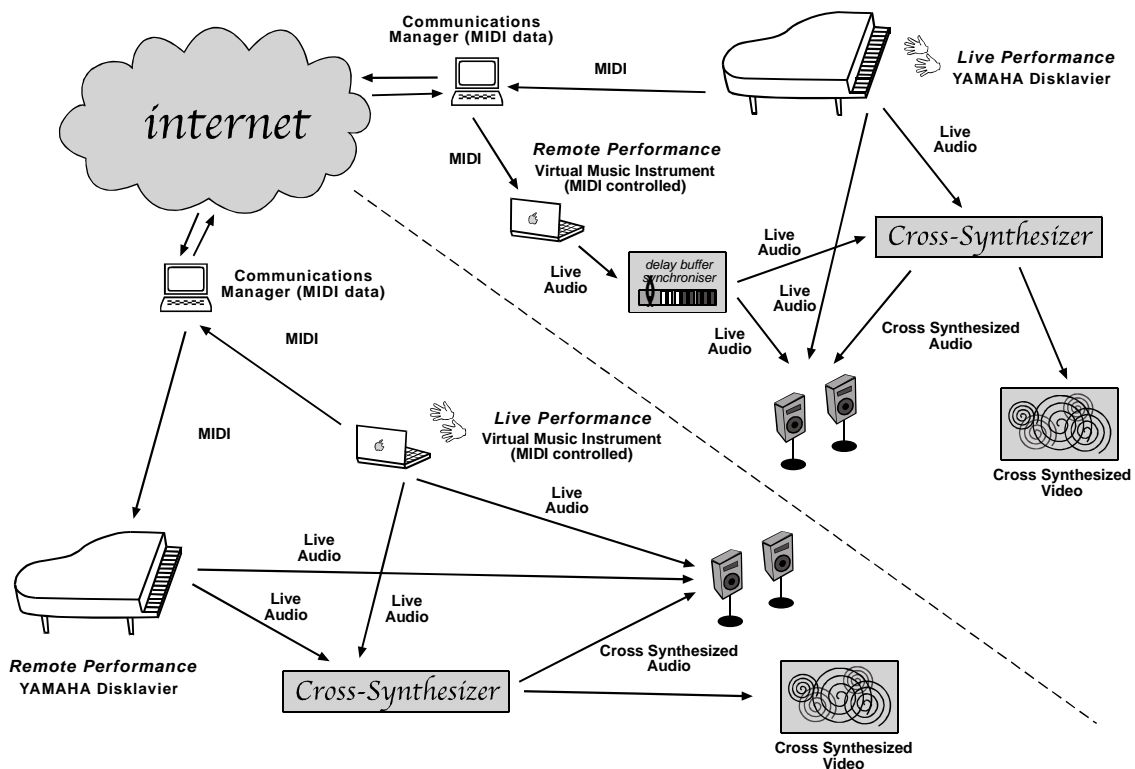 Communications
Manager (MIDI data)
MIDI
Live Performance
YAMAHA Disklavier
internet
Live
Audio
MIDI
Remote Performance
Virtual Music Instrument
(MIDI controlled)
Live
Audio
Cross-Synthesizer
Live
Audio
delay buffer
synchroniser
Live
Audio
Live
Audio
Cross Synthesized
Audio
Communications
Manager (MIDI data)
MIDI
MIDI
Live Performance
Virtual Music Instrument
(MIDI controlled)
Cross Synthesized
Video
Live
Audio
Live
Audio
Live
Audio
Live
Audio
Remote Performance
YAMAHA Disklavier
Cross-Synthesizer
Cross Synthesized
Audio
Cross Synthesized
Video